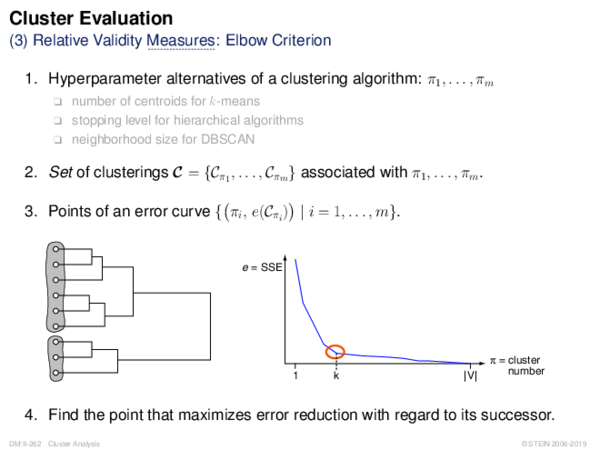 Cluster Evaluation
(3) Relative Validity Measures: Elbow Criterion
1. Hyperparameter alternatives of a clustering algorithm: π₁, . . . , πₘ
❑ number of centroids for k-means
❑ stopping level for hierarchical algorithms
❑ neighborhood size for DBSCAN
2. Set of clusterings 𝓒 = {𝒞_π₁, . . . , 𝒞_πₘ} associated with π₁, . . . , πₘ.
3. Points of an error curve {(πᵢ, e(𝒞_πᵢ)) | i = 1, . . . , m}.
e = SSE
π = cluster
number
1 k |V|
4. Find the point that maximizes error reduction with regard to its successor.
DM:II-262 Cluster Analysis ©STEIN 2006-2019